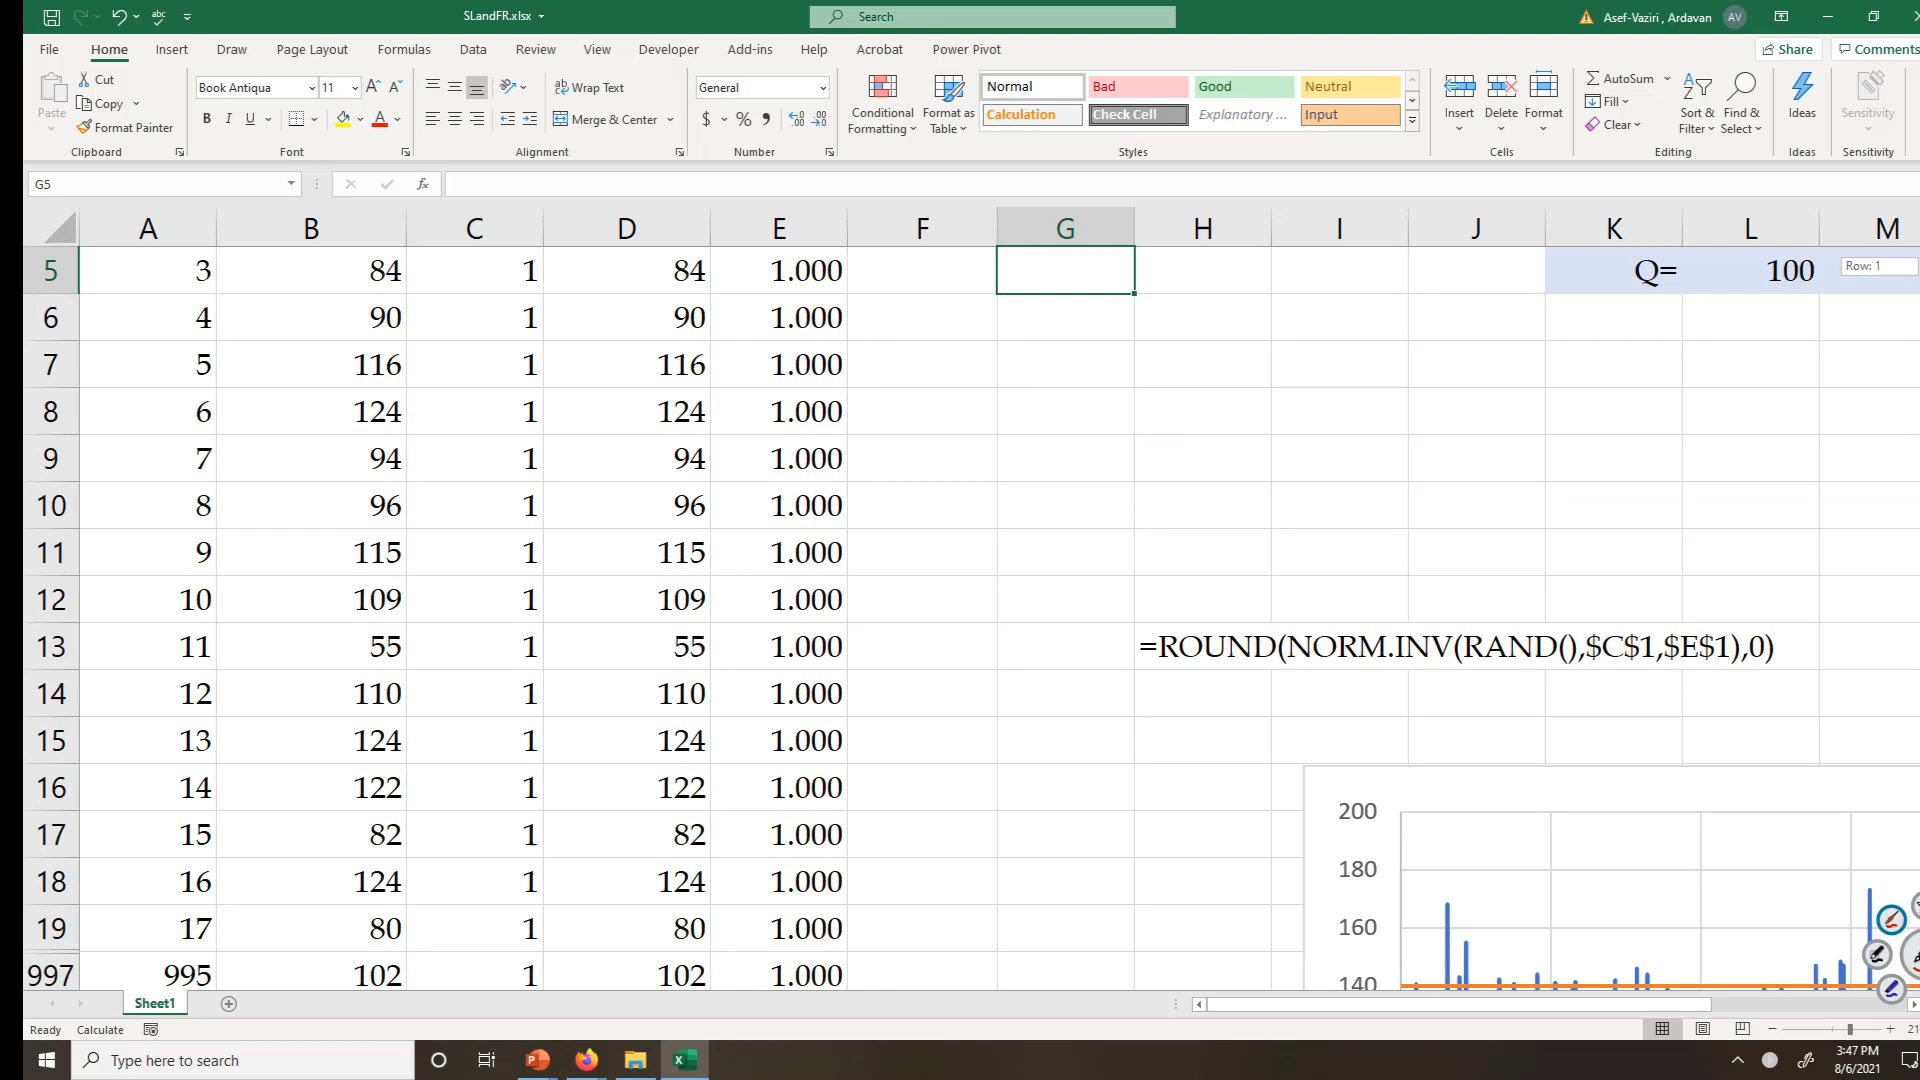 SLandFR.xlsx
Search
Asef-Vaziri , Ardavan AV
File Home Insert Draw Page Layout Formulas Data Review View Developer Add-ins Help Acrobat Power Pivot Share Comments
Paste Cut
Copy
Format Painter
Clipboard
Book Antiqua 11
B I U
Font
Wrap Text
Merge & Center
Alignment
General
$ %
Number
Conditional Formatting
Format as Table
Normal Bad Good Neutral
Calculation Check Cell Explanatory ... Input
Styles
Insert Delete Format
Cells
AutoSum
Fill
Clear
Sort & Filter
Find & Select
Editing
Ideas
Ideas
Sensitivity
Sensitivity
G5 fx
A B C D E F G H I J K L M
5 3 84 1 84 1.000 Q= 100 Row: 1
6 4 90 1 90 1.000
7 5 116 1 116 1.000
8 6 124 1 124 1.000
9 7 94 1 94 1.000
10 8 96 1 96 1.000
11 9 115 1 115 1.000
12 10 109 1 109 1.000
13 11 55 1 55 1.000 =ROUND(NORM.INV(RAND(),$C$1,$E$1),0)
14 12 110 1 110 1.000
15 13 124 1 124 1.000
16 14 122 1 122 1.000
17 15 82 1 82 1.000
18 16 124 1 124 1.000
19 17 80 1 80 1.000
997 995 102 1 102 1.000
200
180
160
140
Sheet1
Ready Calculate
Type here to search
3:47 PM
8/6/2021